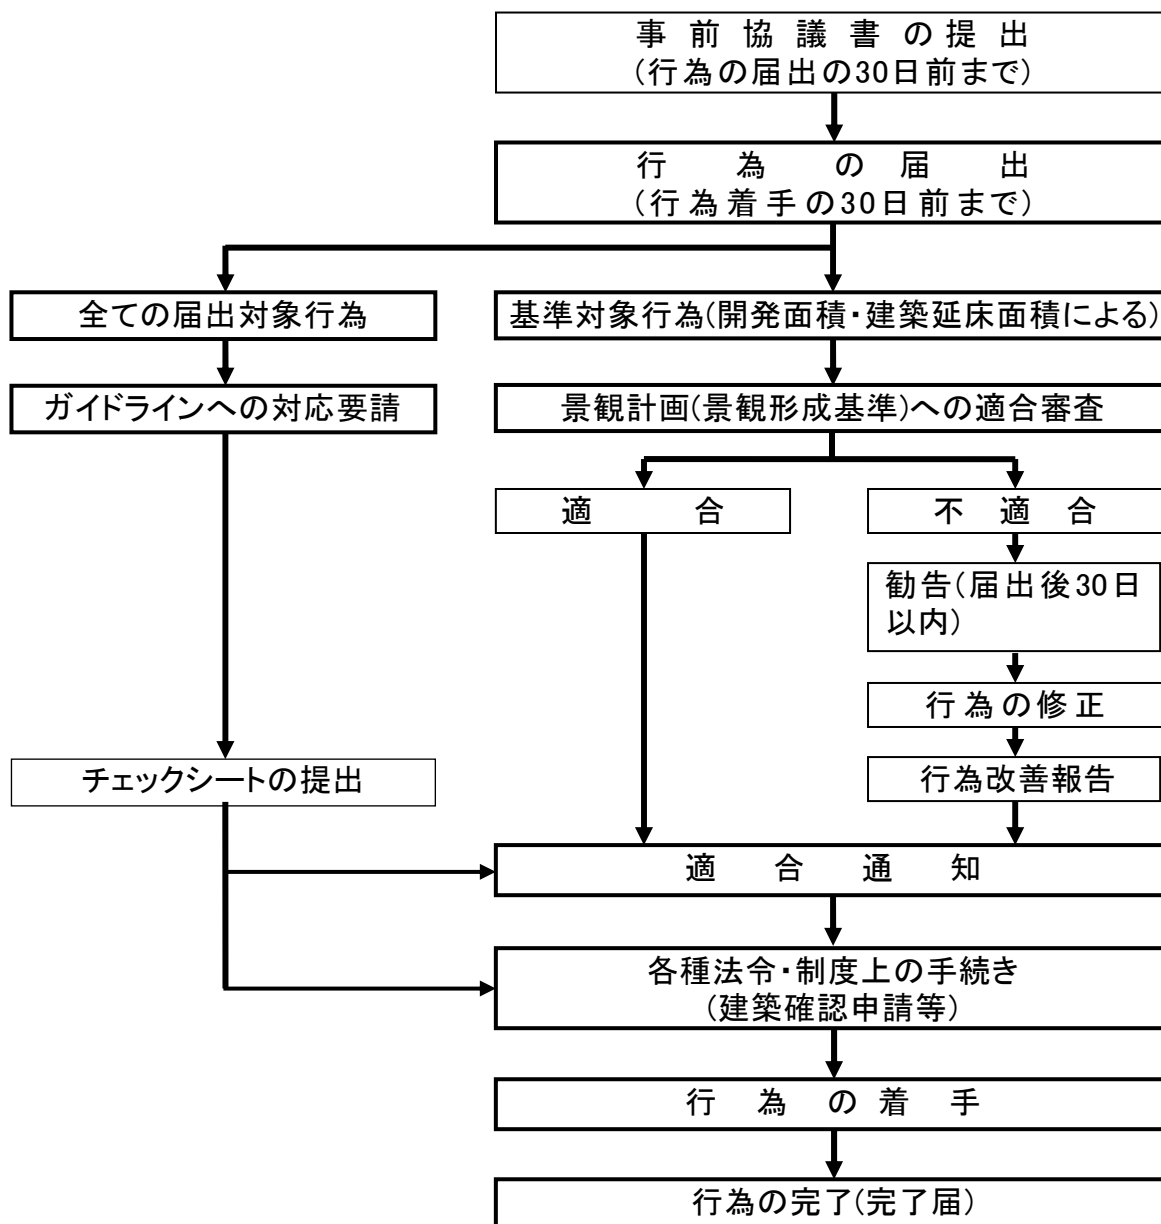 事前協議書の提出
(行為の届出の30日前まで)
行為の届出
(行為着手の30日前まで)
全ての届出対象行為
基準対象行為(開発面積・建築延床面積による)
ガイドラインへの対応要請
景観計画(景観形成基準)への適合審査
適合
不適合
勧告(届出後30日
以内)
行為の修正
チェックシートの提出
行為改善報告
適合通知
各種法令・制度上の手続き
(建築確認申請等)
行為の着手
行為の完了(完了届)